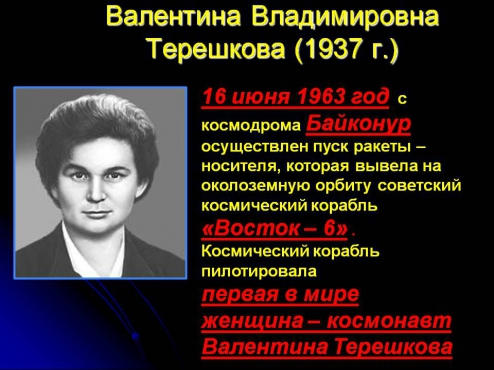 Валентина Владимировна
Терешкова (1937 г.)
16 июня 1963 год с
космодрома Байконур
осуществлен пуск ракеты –
носителя, которая вывела на
околоземную орбиту советский
космический корабль
«Восток – 6» .
Космический корабль
пилотировала
первая в мире
женщина – космонавт
Валентина Терешкова